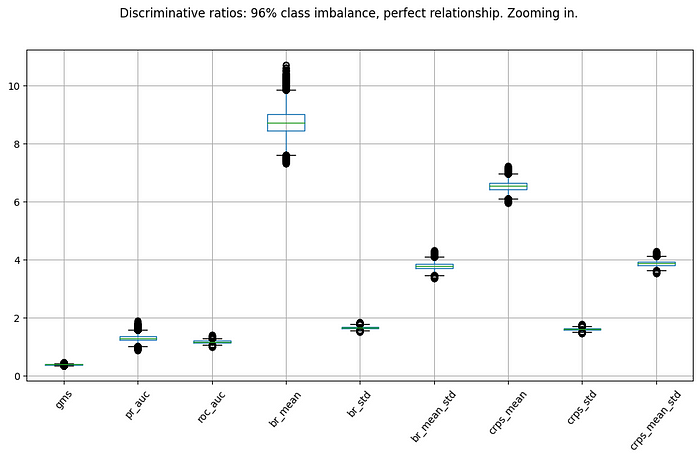 Discriminative ratios: 96% class imbalance, perfect relationship. Zooming in.
10
8
6
4
2
0
gms
pr_auc
roc_auc
br_mean
br_std
br_mean_std
crps_mean
crps_std
crps_mean_std